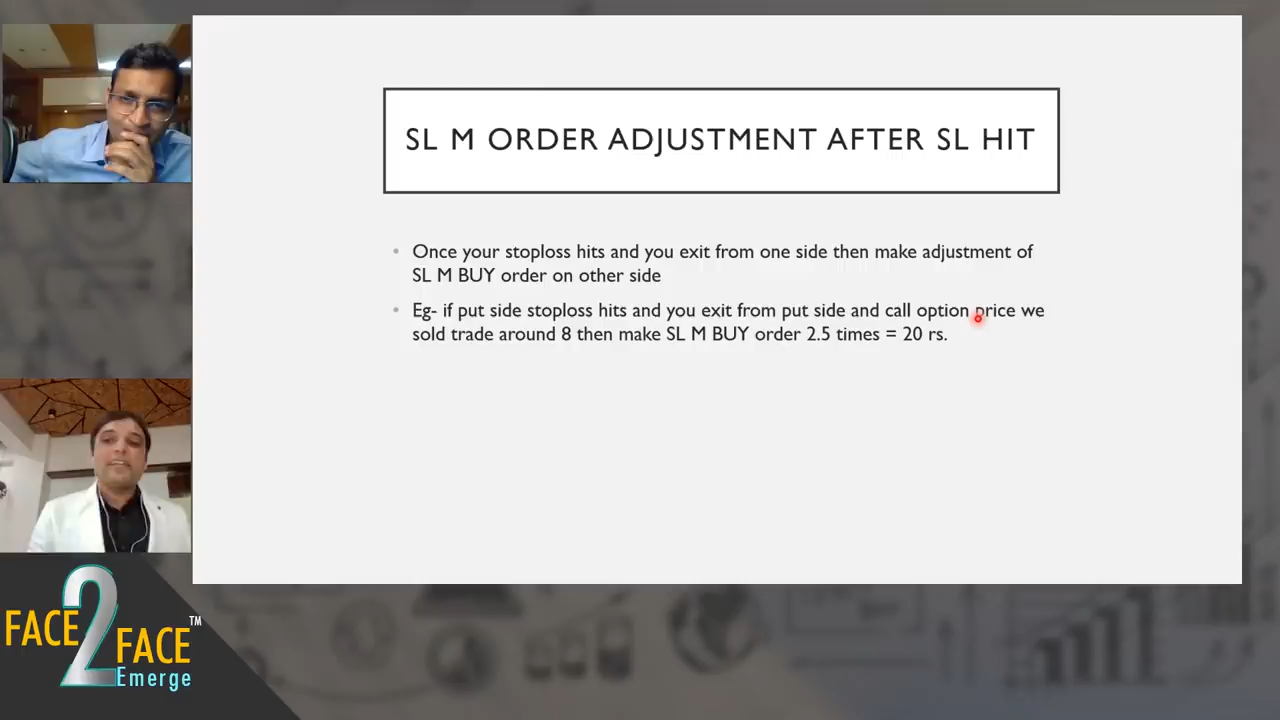 SL M ORDER ADJUSTMENT AFTER SL HIT
• Once your stoploss hits and you exit from one side then make adjustment of
SL M BUY order on other side
• Eg- if put side stoploss hits and you exit from put side and call option price we
sold trade around 8 then make SL M BUY order 2.5 times = 20 rs.
FACE 2 FACE ™
Emerge